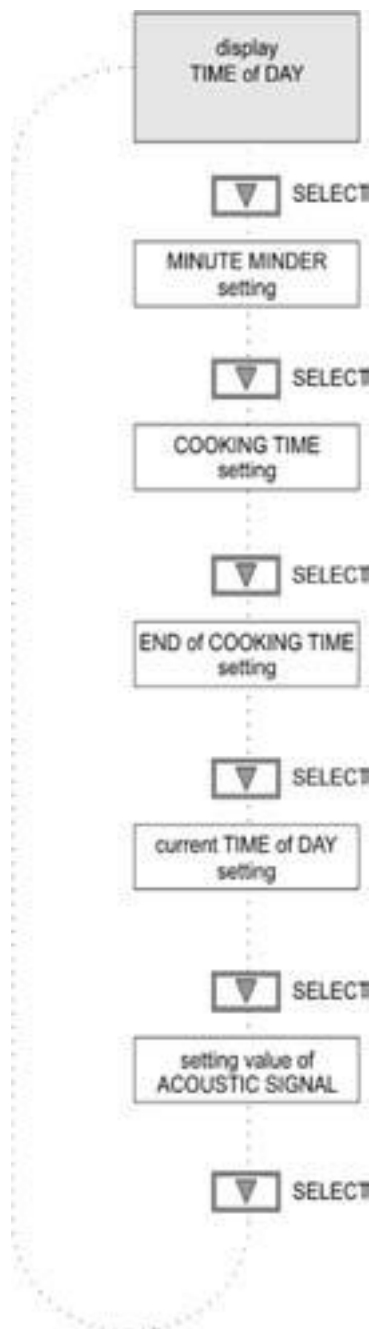 display
TIME of DAY
SELECT
MINUTE MINDER
setting
SELECT
COOKING TIME
setting
SELECT
END of COOKING TIME
setting
SELECT
current TIME of DAY
setting
SELECT
setting value of
ACOUSTIC SIGNAL
SELECT